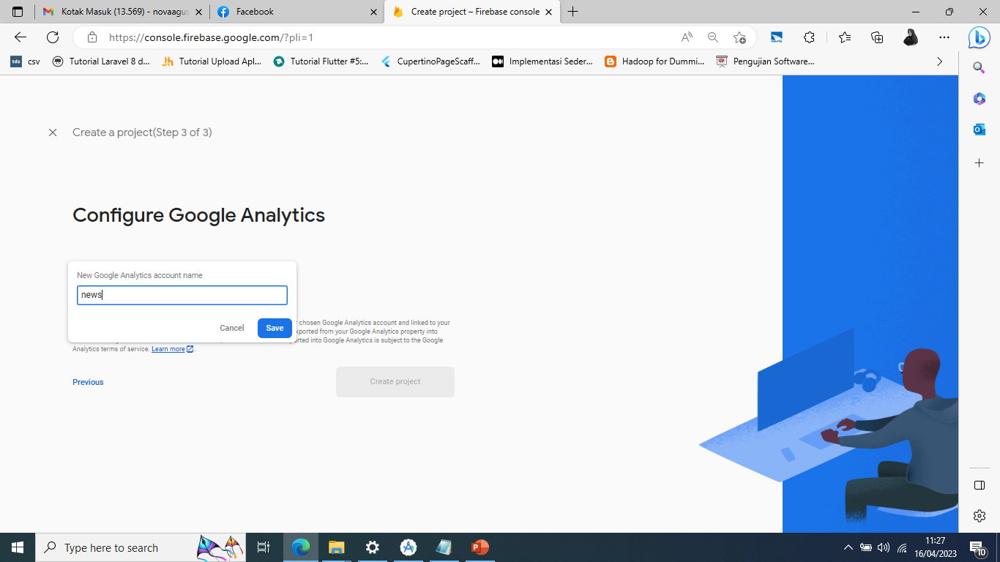 Kotak Masuk (13.569) - novaagus
Facebook
Create project – Firebase console
https://console.firebase.google.com/?pli=1
tds csv
Tutorial Laravel 8 d...
Tutorial Upload Apl...
Tutorial Flutter #5:...
CupertinoPageScaff...
Implementasi Seder...
Hadoop for Dummi...
Pengujian Software...
Create a project(Step 3 of 3)
Configure Google Analytics
New Google Analytics account name
news
Cancel
Save
chosen Google Analytics account and linked to your
xported from your Google Analytics property into
orted into Google Analytics is subject to the Google
Analytics terms of service. Learn more .
Previous
Create project
Type here to search
11:27
16/04/2023
10